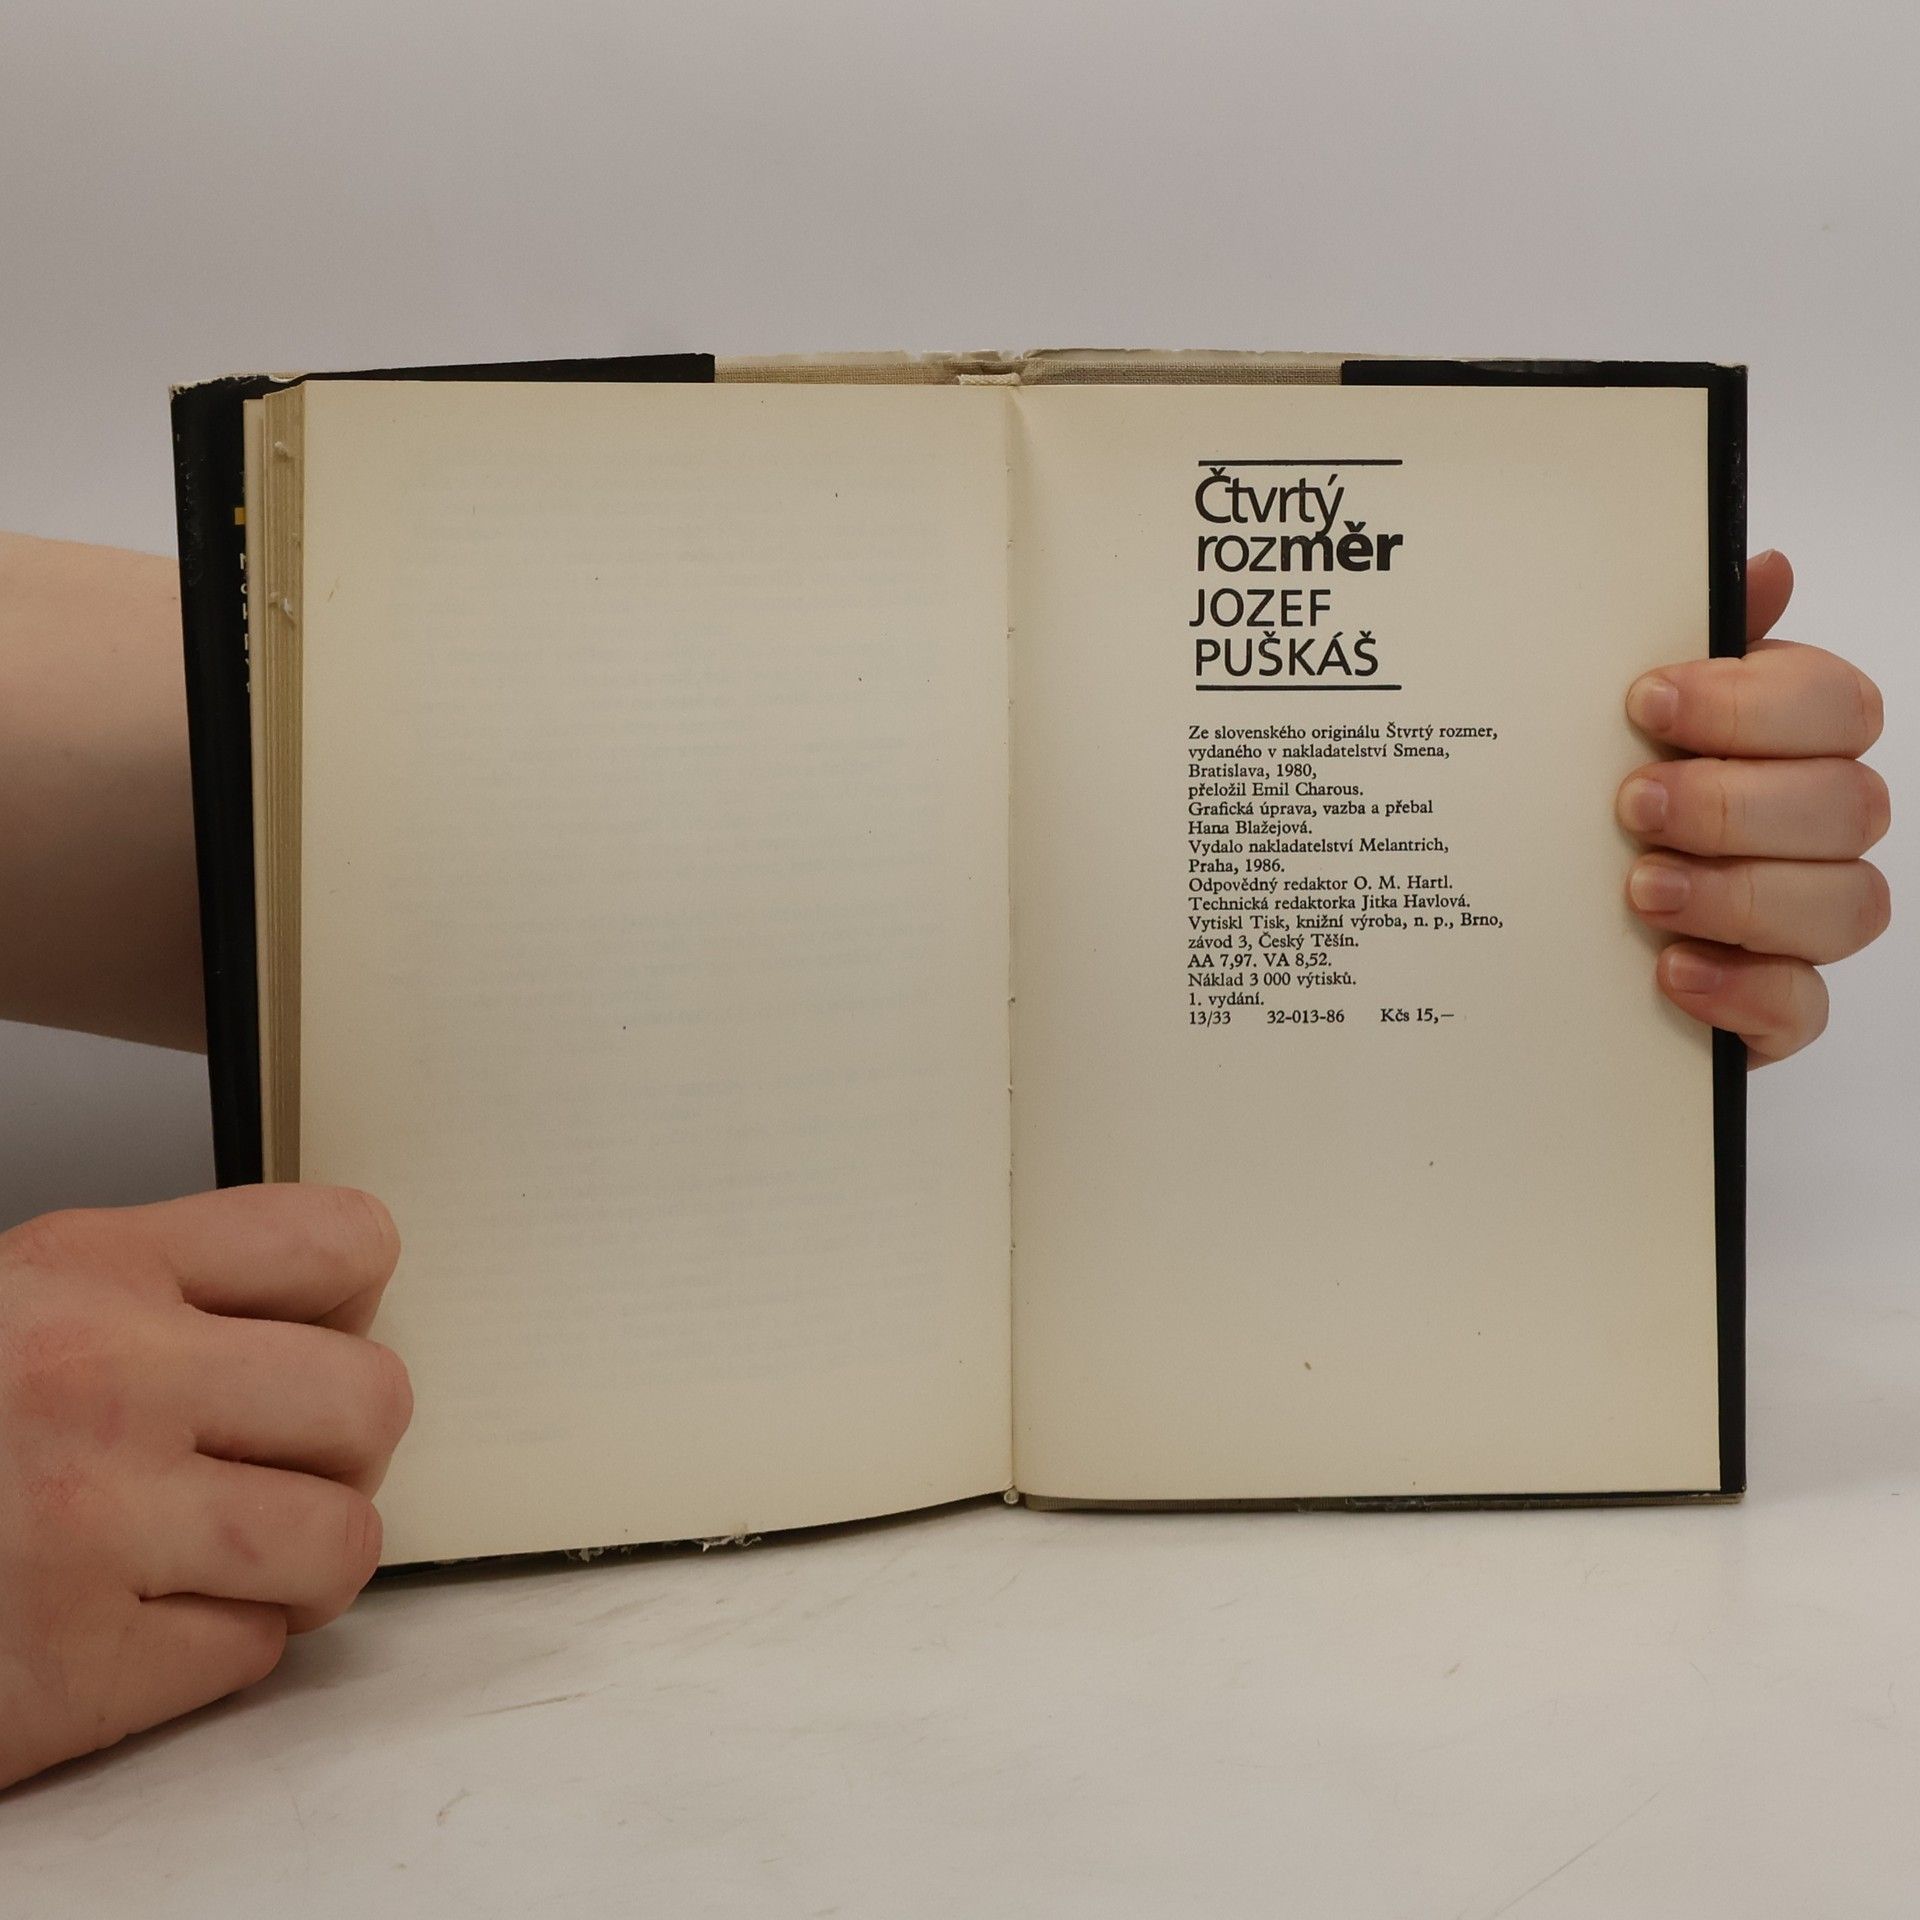 Čtvrtý
rozměr
JOZEF
PUŠKÁŠ
Ze slovenského originálu Štvrtý rozmer,
vydaného v nakladatelství Smena,
Bratislava, 1980,
přeložil Emil Charous.
Grafická úprava, vazba a přebal
Hana Blažejová.
Vydalo nakladatelství Melantrich,
Praha, 1986.
Odpovědný redaktor O. M. Hartl.
Technická redaktorka Jitka Havlová.
Vytiskl Tisk, knižní výroba, n. p., Brno,
závod 3, Český Těšín.
AA 7,97. VA 8,52.
Náklad 3 000 výtisků.
1. vydání.
13/33 32-013-86 Kčs 15,—